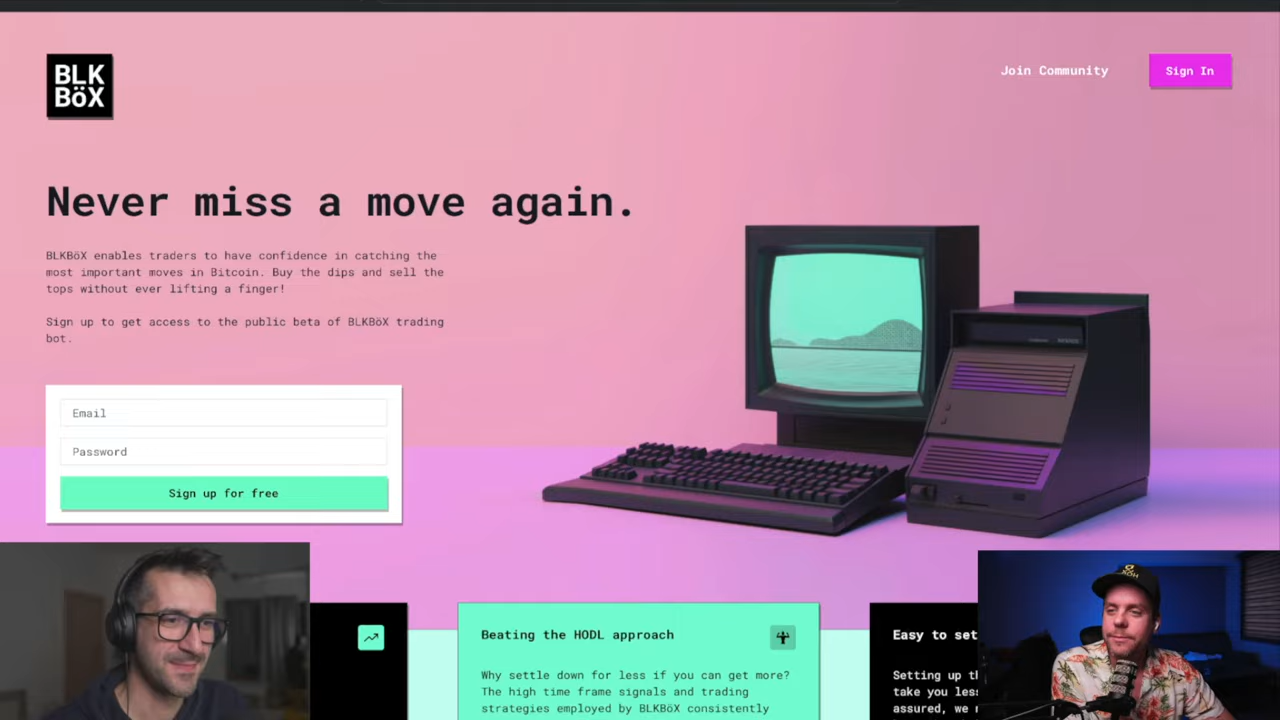 BLK
BöX
Join Community
Sign In
Never miss a move again.
BLKBöX enables traders to have confidence in catching the
most important moves in Bitcoin. Buy the dips and sell the
tops without ever lifting a finger!
Sign up to get access to the public beta of BLKBöX trading
bot.
Email
Password
Sign up for free
Beating the HODL approach
Why settle down for less if you can get more?
The high time frame signals and trading
strategies employed by BLKBöX consistently
Easy to set
Setting up
take you
assured, we